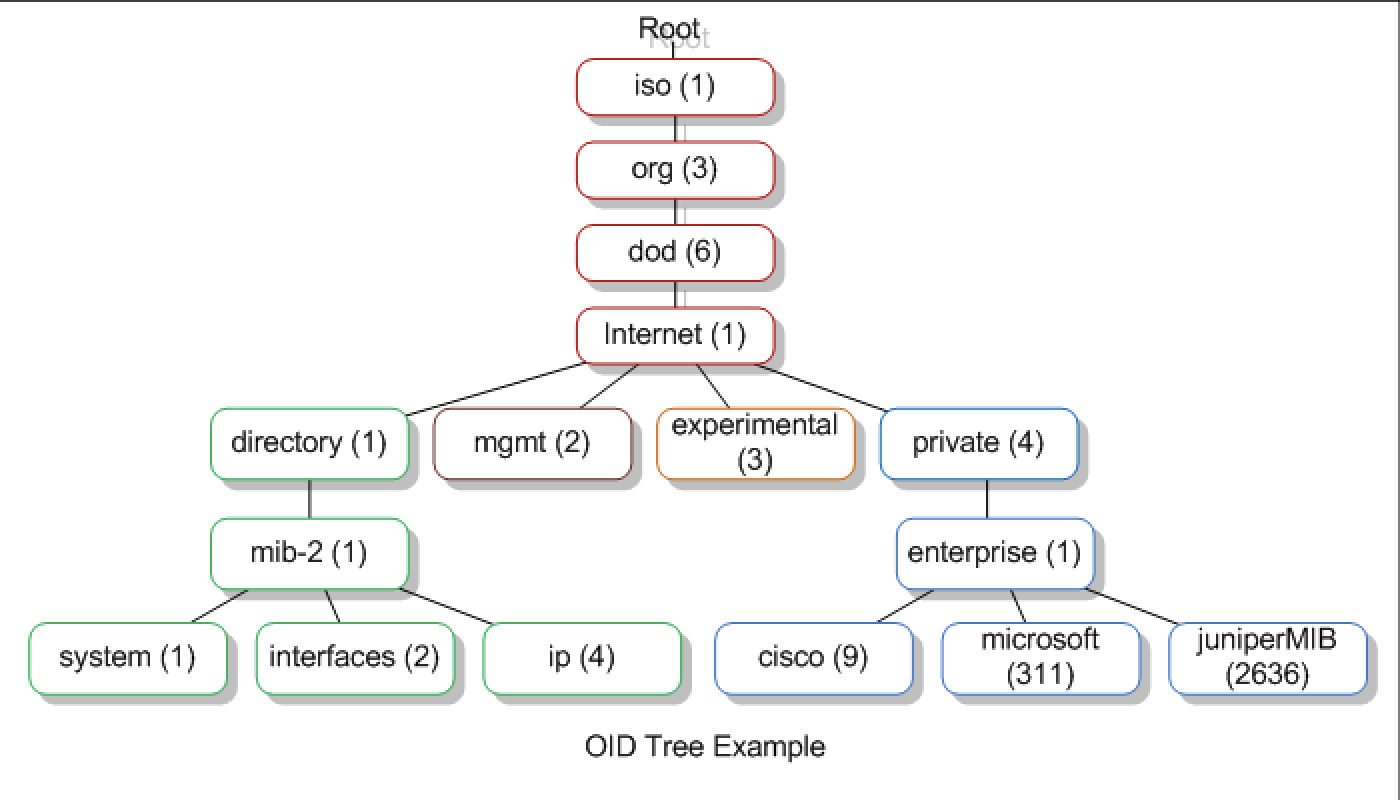 Root
iso (1)
org (3)
dod (6)
Internet (1)
directory (1)
mgmt (2)
experimental
(3)
private (4)
mib-2 (1)
enterprise (1)
system (1)
interfaces (2)
ip (4)
cisco (9)
microsoft
(311)
juniperMIB
(2636)
OID Tree Example